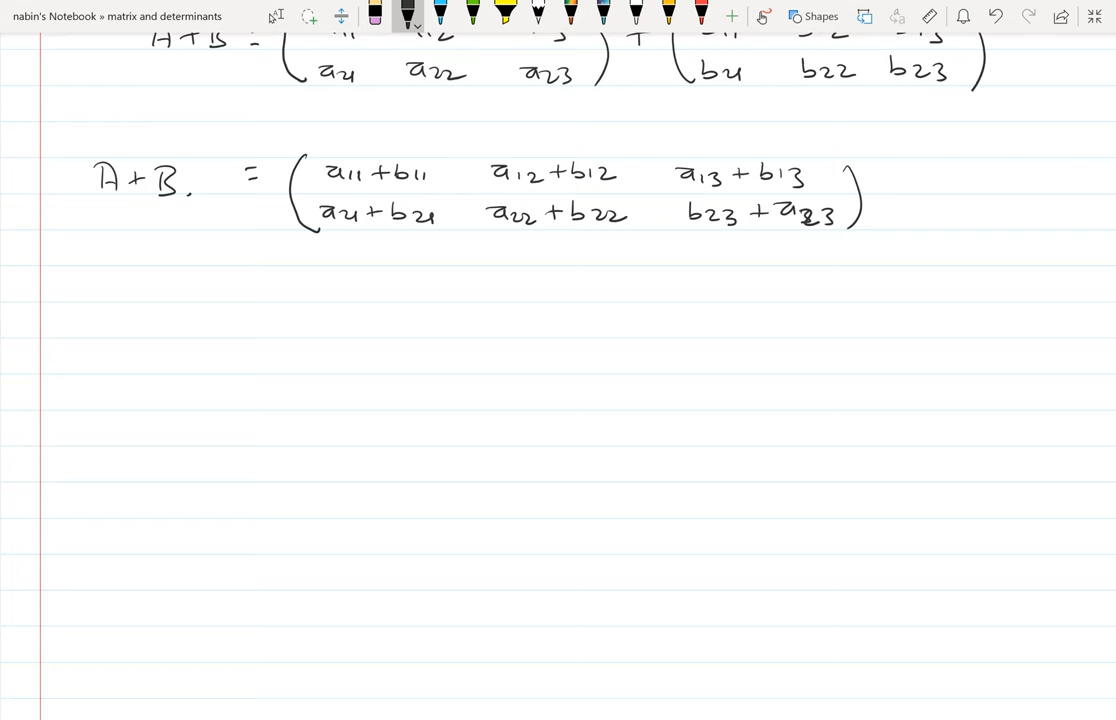 nabin's Notebook » matrix and determinants
Shapes
A+B =
a21 a22 a23 + b21 b22 b23
A+B. = ( a11+b11 a12+b12 a13+b13
a21+b21 a22+b22 b23+a23 )